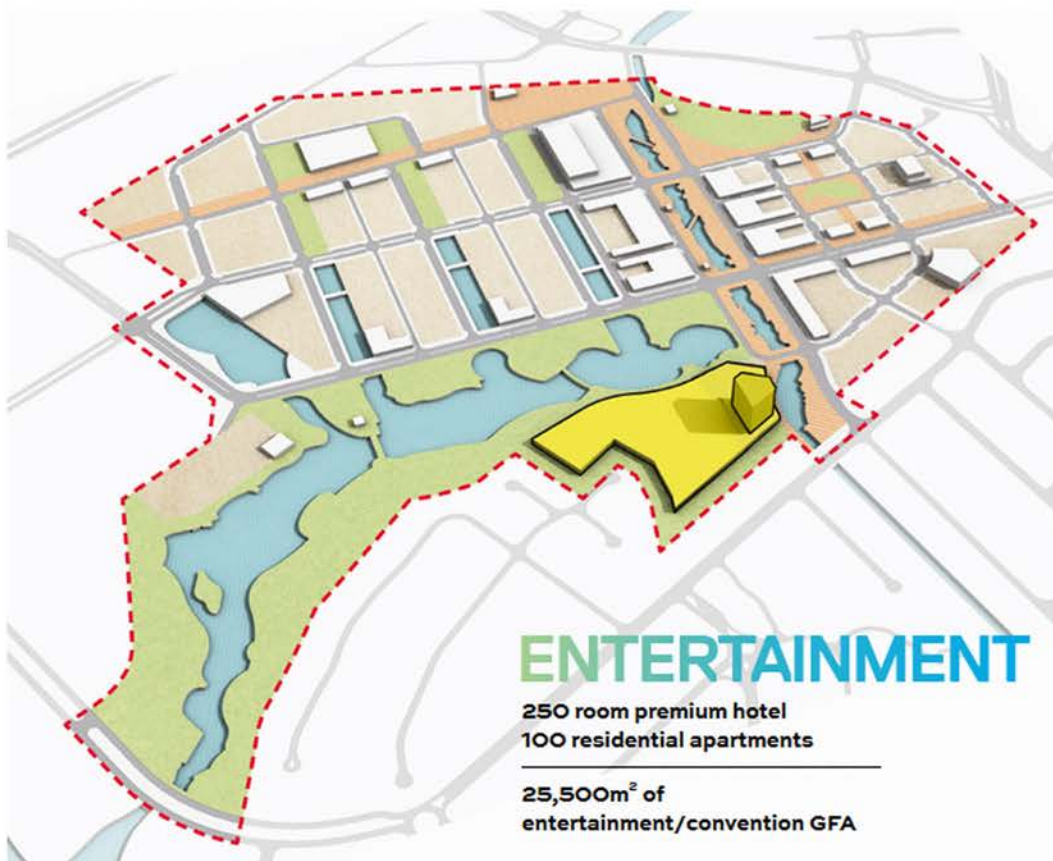 ENTERTAINMENT
250 room premium hotel
100 residential apartments
25,500m² of
entertainment/convention GFA